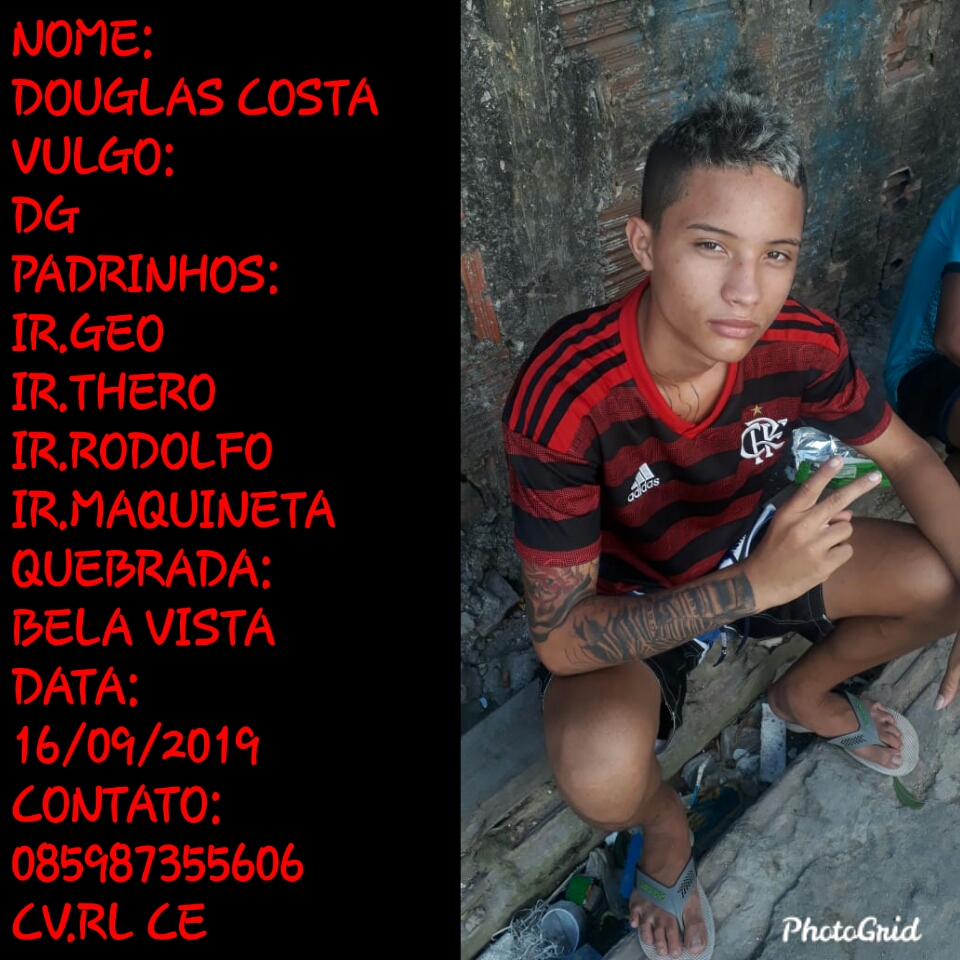 NOME:
DOUGLAS COSTA
VULGO:
DG
PADRINHOS:
IR.GEO
IR.THERO
IR.RODOLFO
IR.MAQUINETA
QUEBRADA:
BELA VISTA
DATA:
16/09/2019
CONTATO:
085987355606
CV.RL CE
adidas
CRF
PhotoGrid